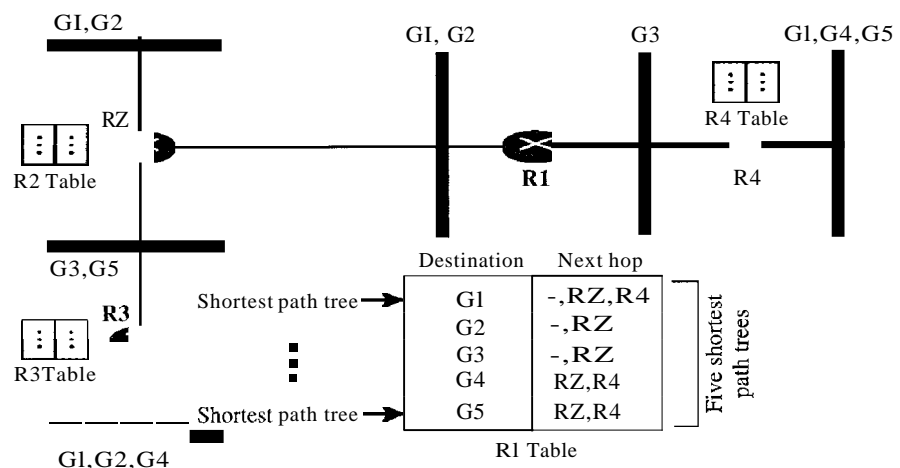 GI,G2
GI, G2
G3
Gl,G4,G5
RZ
R4 Table
R2 Table
R1
R4
G3,G5
Destination Next hop
Shortest path tree
G1 -,RZ,R4
G2 -,RZ
G3 -,RZ
G4 RZ,R4
G5 RZ,R4
Five shortest
path trees
R3
R3Table
Shortest path tree
R1 Table
Gl,G2,G4